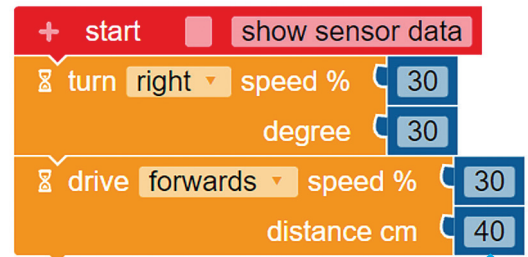 + start show sensor data
turn right speed % 30
degree 30
drive forwards speed % 30
distance cm 40